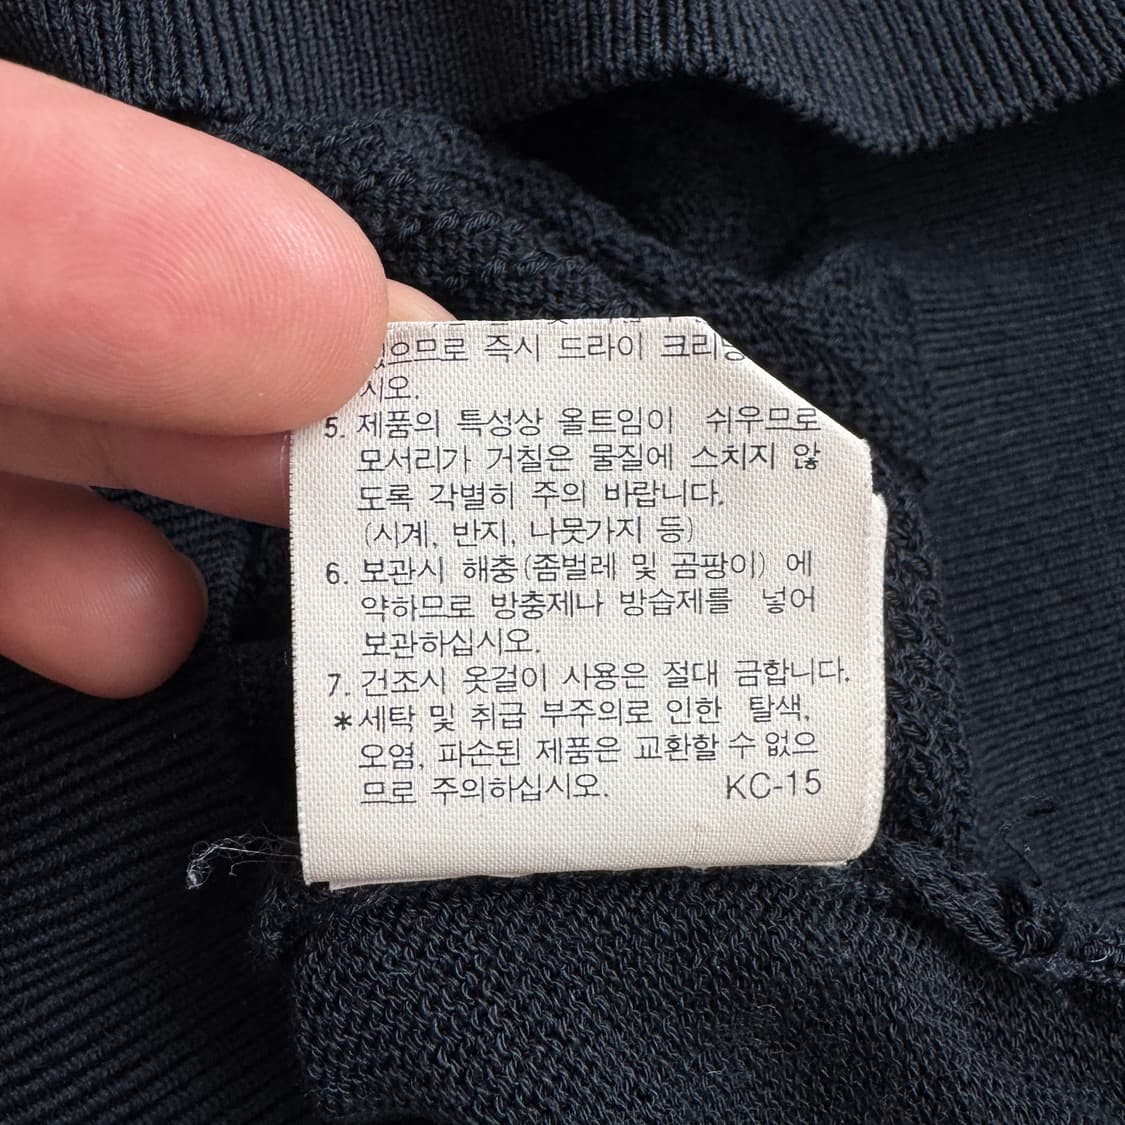 즉시 드라이
시오.
5. 제품의 특성상 올트임이 쉬우므로
모서리가 거칠은 물질에 스치지 않
도록 각별히 주의 바랍니다.
(시계, 반지, 나뭇가지 등)
6. 보관시 해충(좀벌레 및 곰팡이) 에
약하므로 방충제나 방습제를 넣어
보관하십시오.
7. 건조시 옷걸이 사용은 절대 금합니다.
*세탁 및 취급 부주의로 인한 탈색,
오염, 파손된 제품은 교환할 수 없으
므로 주의하십시오. KC-15